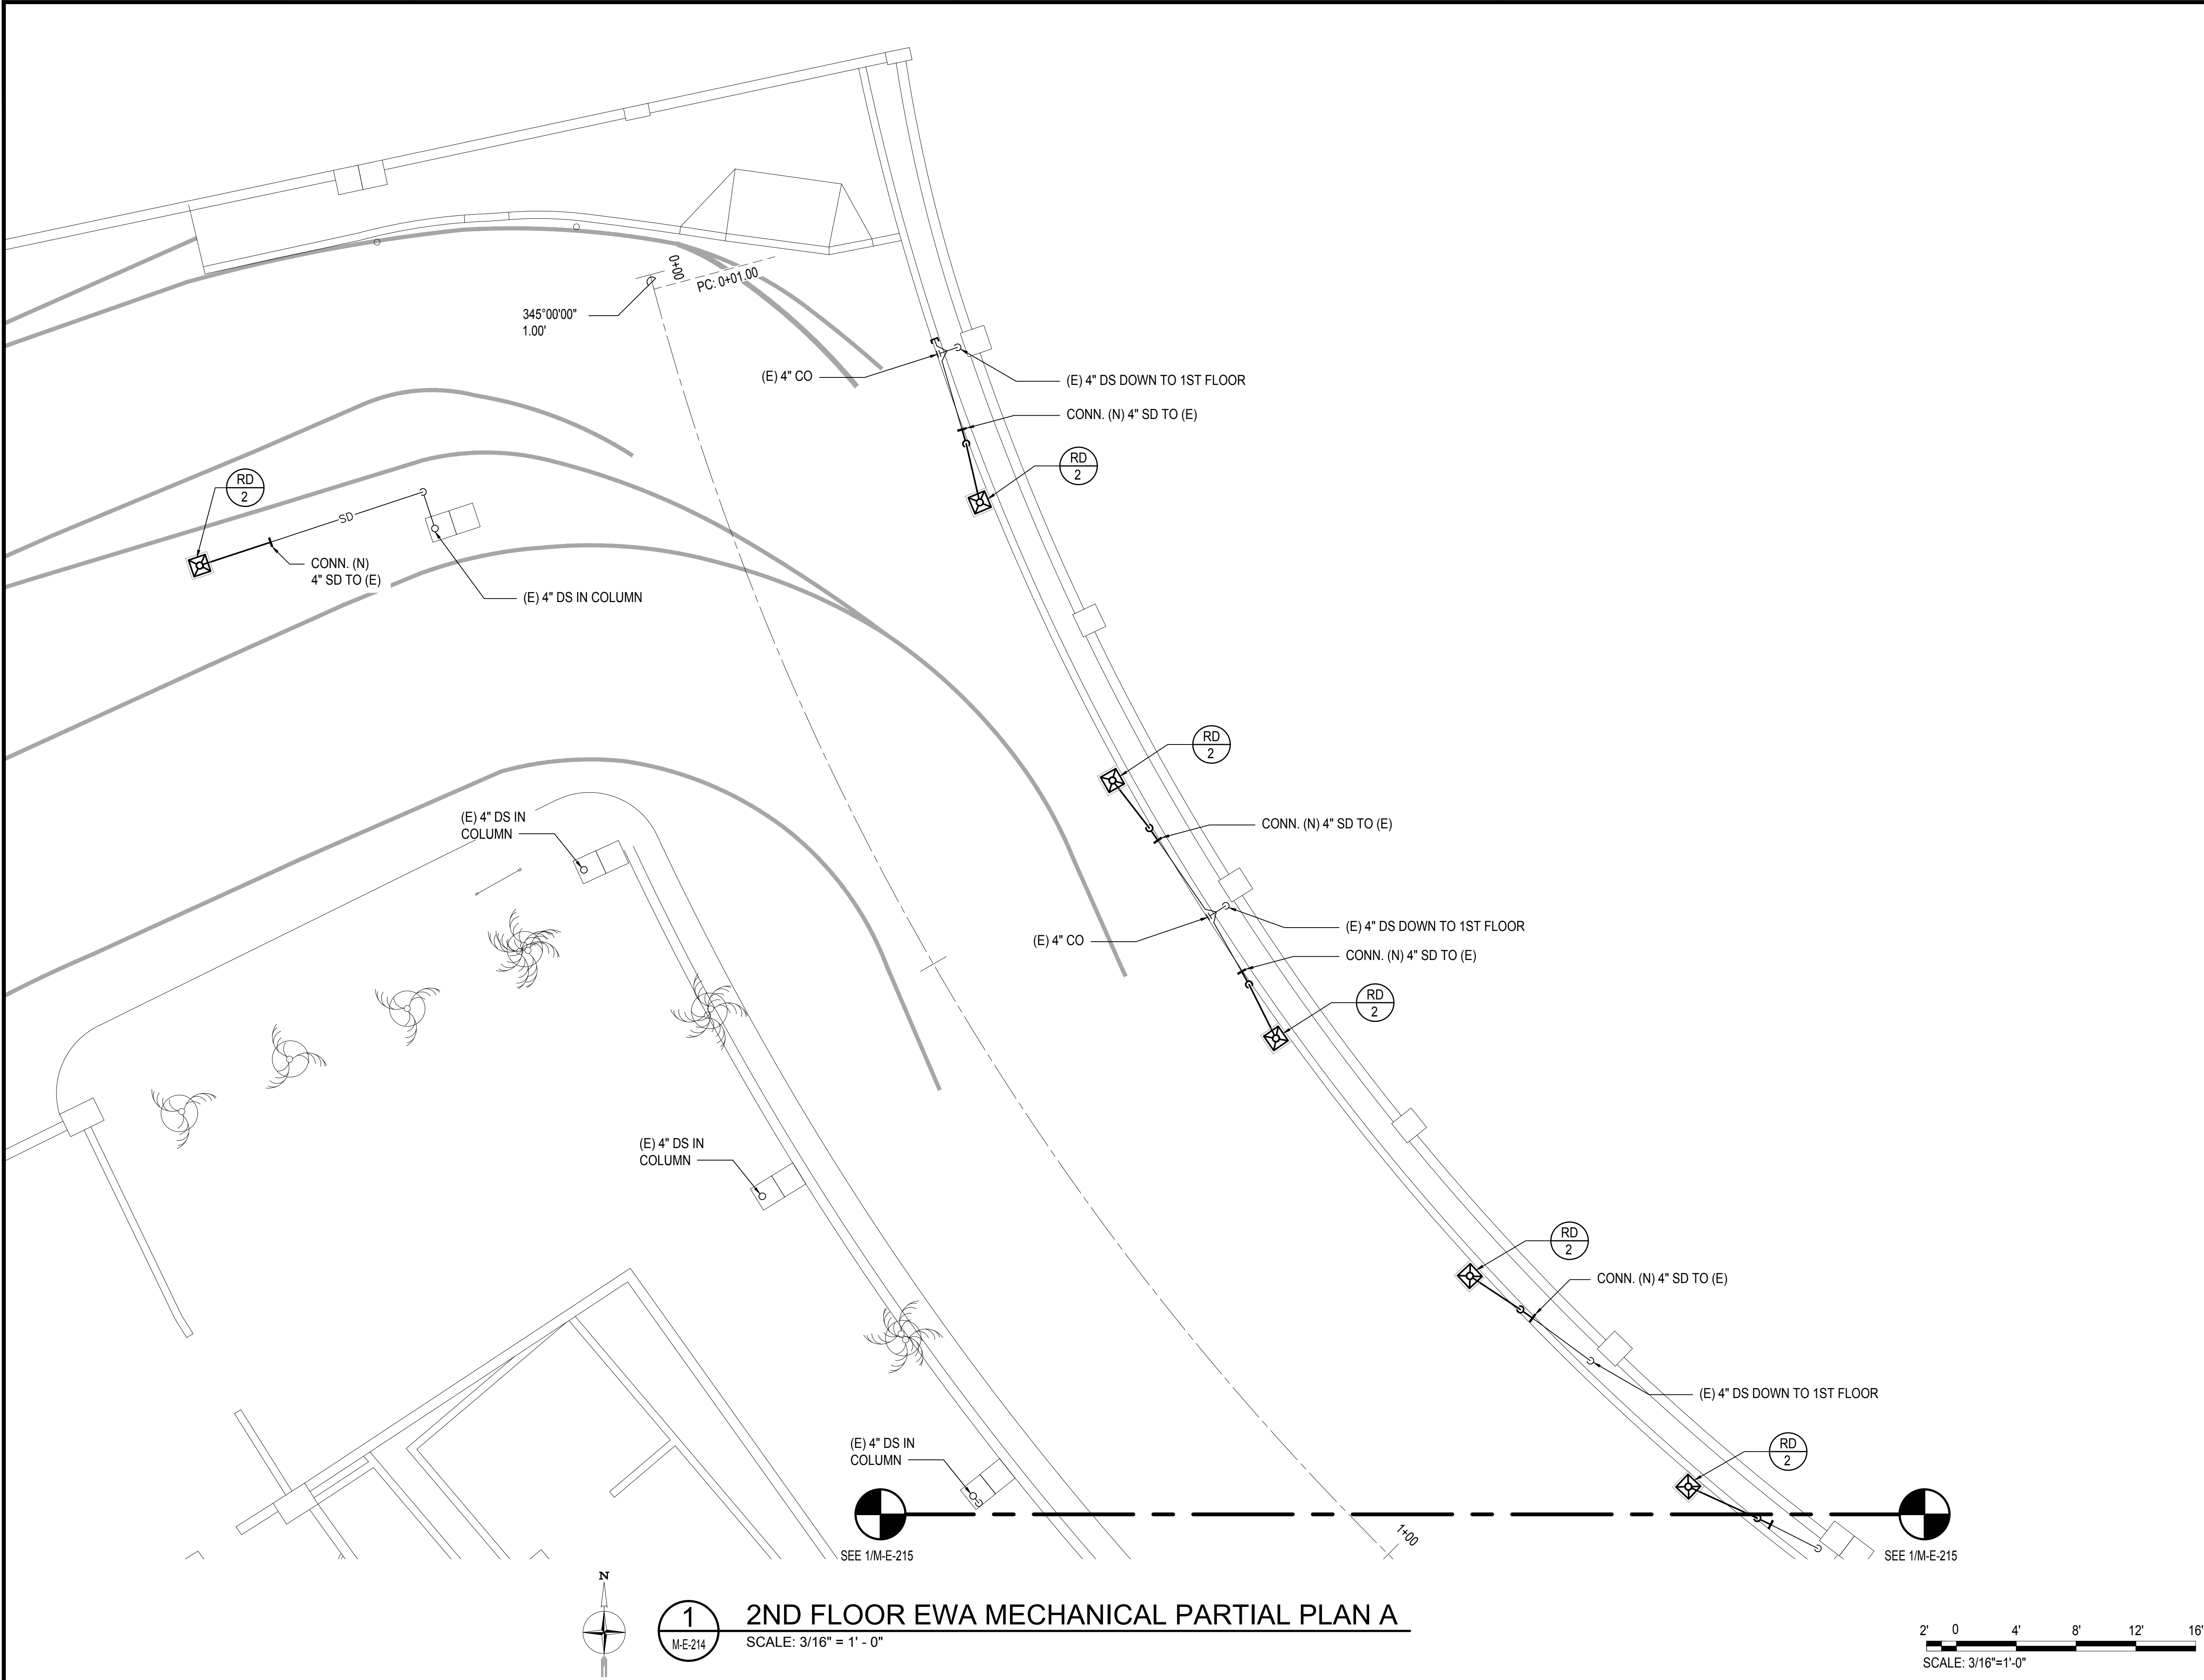 0+00
PC: 0+01.00
345°00'00"
1.00'
(E) 4" CO
(E) 4" DS DOWN TO 1ST FLOOR
CONN. (N) 4" SD TO (E)
RD
2
RD
2
SD
CONN. (N)
4" SD TO (E)
(E) 4" DS IN COLUMN
RD
2
CONN. (N) 4" SD TO (E)
(E) 4" DS IN
COLUMN
(E) 4" CO
(E) 4" DS DOWN TO 1ST FLOOR
CONN. (N) 4" SD TO (E)
RD
2
(E) 4" DS IN
COLUMN
RD
2
CONN. (N) 4" SD TO (E)
(E) 4" DS DOWN TO 1ST FLOOR
(E) 4" DS IN
COLUMN
RD
2
1+00
SEE 1/M-E-215
SEE 1/M-E-215
N
1
M-E-214
2ND FLOOR EWA MECHANICAL PARTIAL PLAN A
SCALE: 3/16" = 1' - 0"
2' 0 4' 8' 12' 16'
SCALE: 3/16"=1'-0"